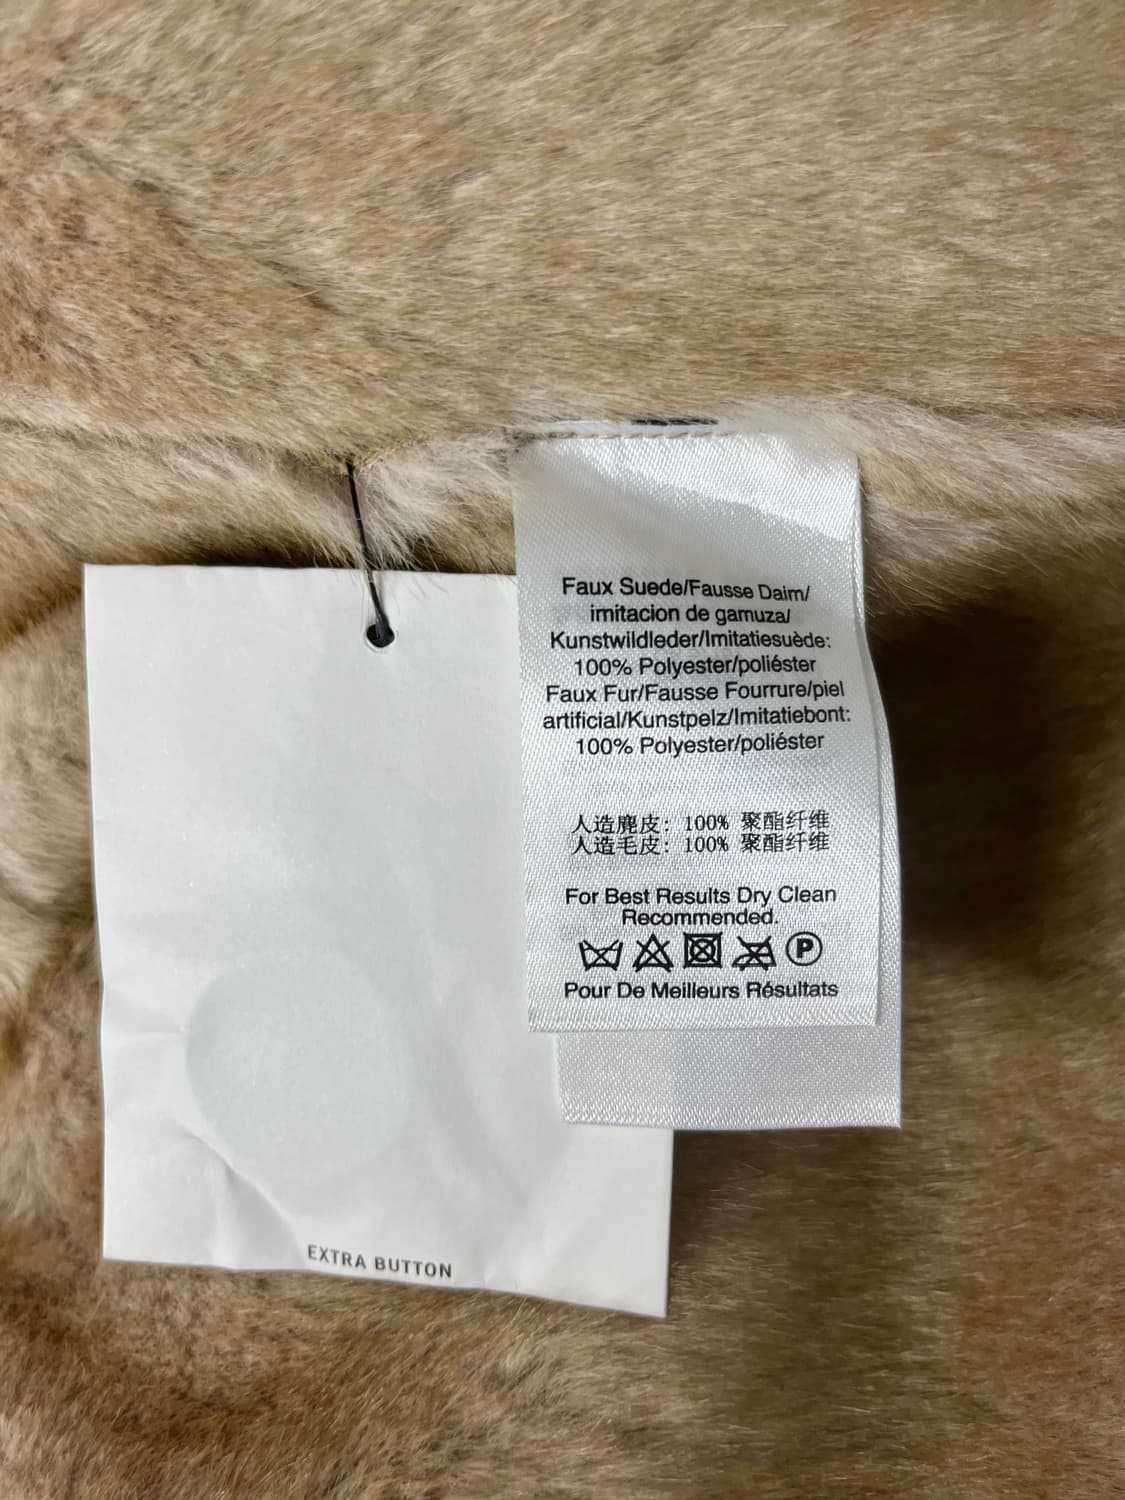 Faux Suede/Fausse Daim/
imitacion de gamuza/
Kunstwildleder/Imitatiesuède:
100% Polyester/poliéster
Faux Fur/Fausse Fourrure/piel
artificial/Kunstpelz/Imitatiebont:
100% Polyester/poliéster
人造麂皮: 100% 聚酯纤维
人造毛皮: 100% 聚酯纤维
For Best Results Dry Clean
Recommended.
P
Pour De Meilleurs Résultats
EXTRA BUTTON